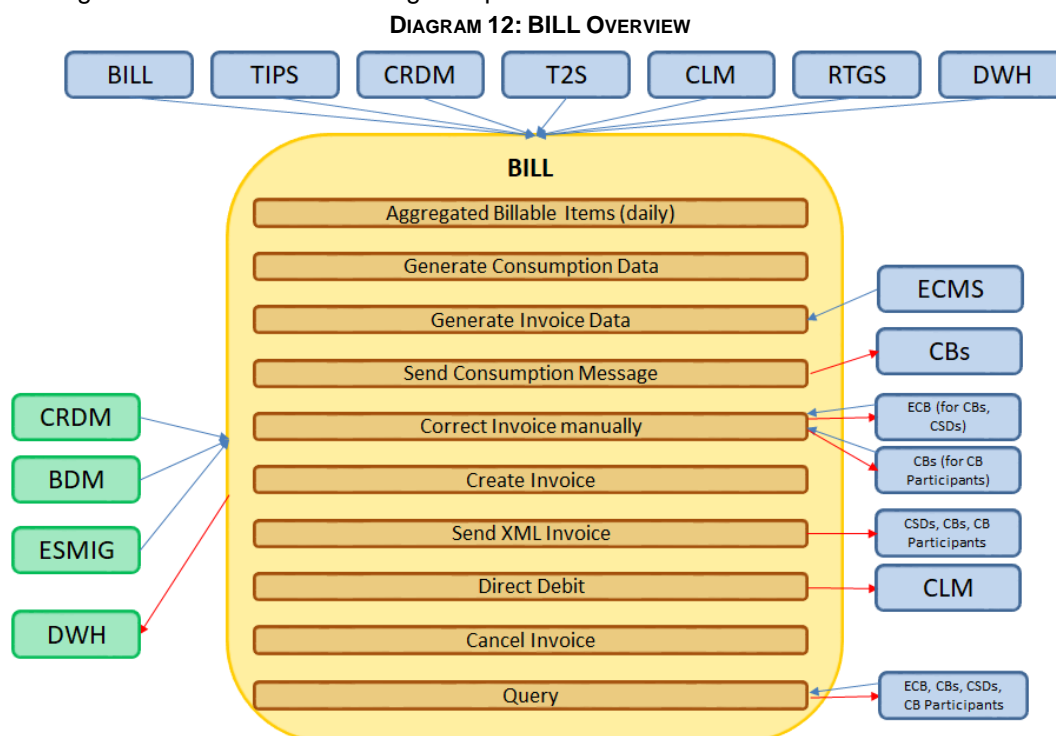 DIAGRAM 12: BILL OVERVIEW
BILL
TIPS
CRDM
T2S
CLM
RTGS
DWH
BILL
Aggregated Billable Items (daily)
Generate Consumption Data
Generate Invoice Data
ECMS
Send Consumption Message
CBs
CRDM
Correct Invoice manually
ECB (for CBs,
CSDs)
CBs (for CB
Participants)
BDM
Create Invoice
ESMIG
Send XML Invoice
CSDs, CBs, CB
Participants
Direct Debit
CLM
DWH
Cancel Invoice
Query
ECB, CBs, CSDs,
CB Participants